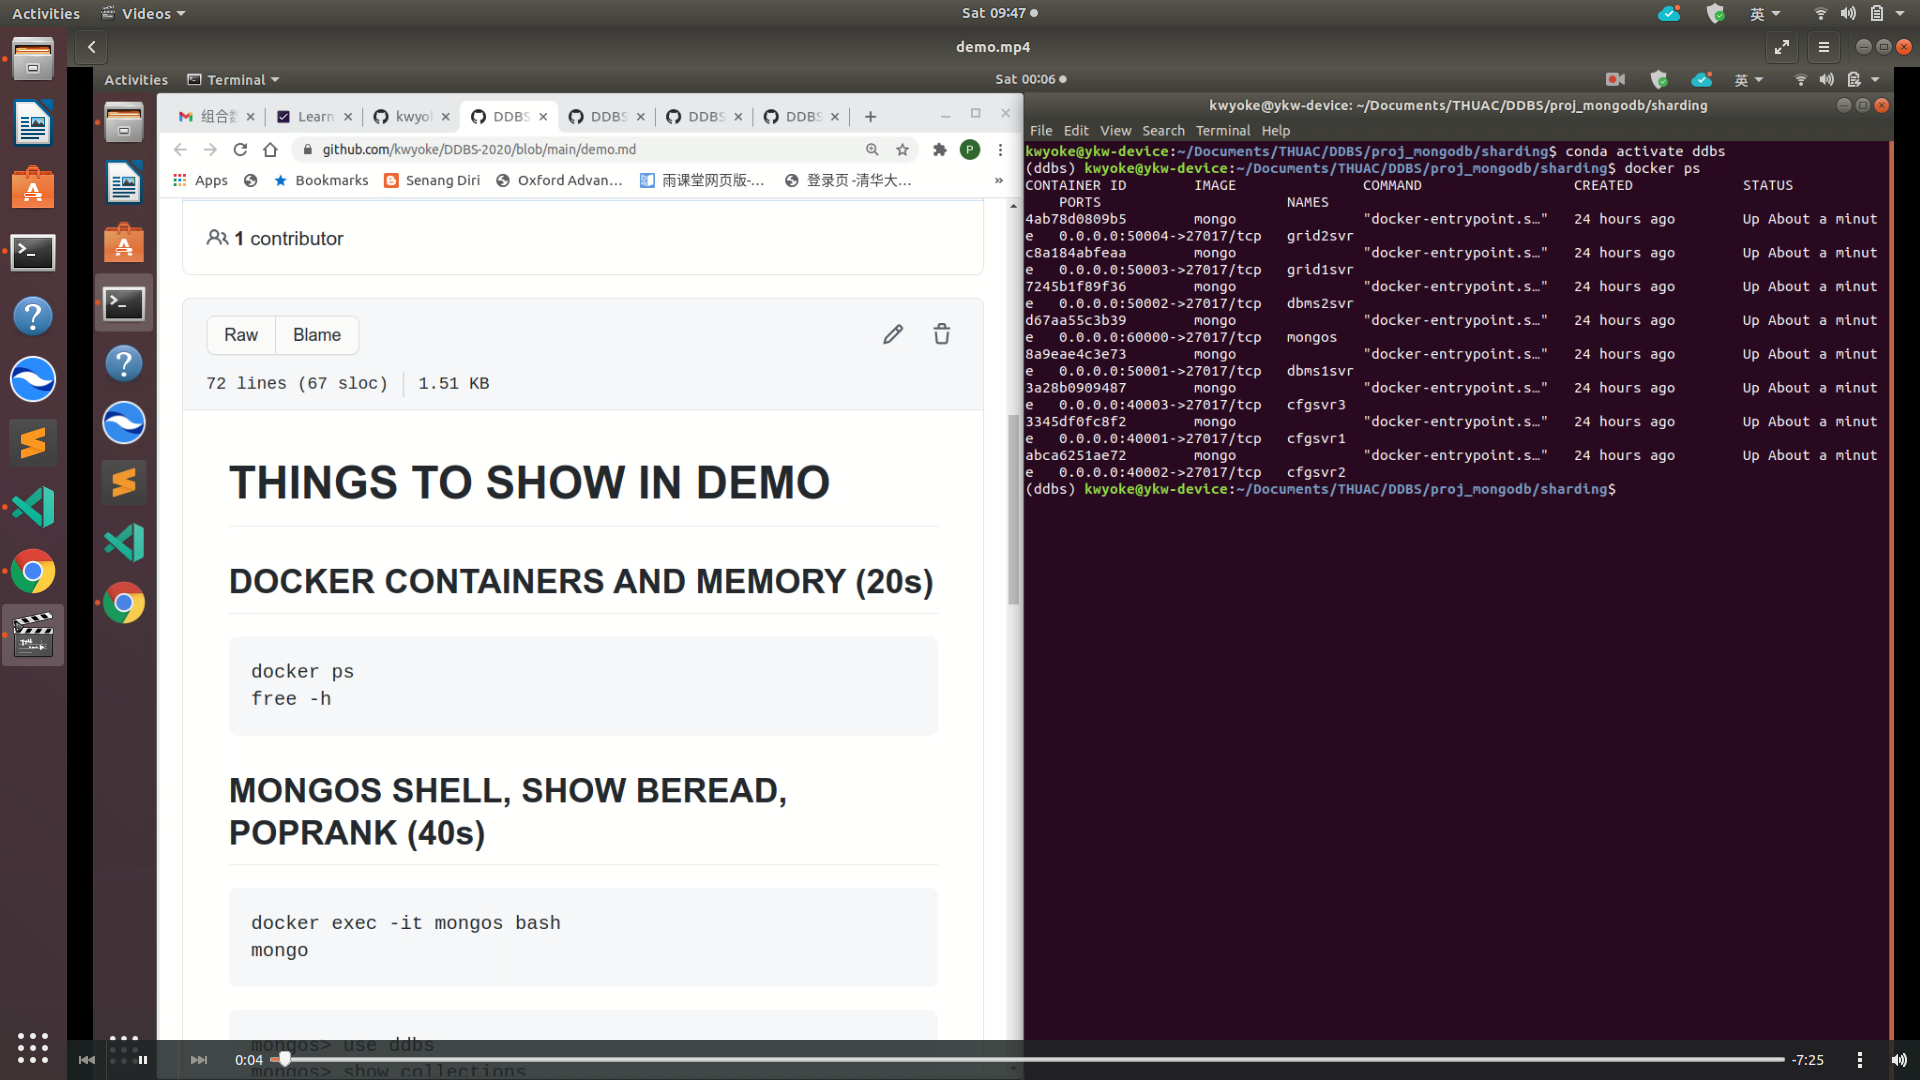 Activities Videos Sat 09:47 英
demo.mp4
Activities Terminal Sat 00:06 英
Learn kwyo DDBS DDBS DDBS DDBS
github.com/kwyoke/DDBS-2020/blob/main/demo.md
Apps Bookmarks Senang Diri Oxford Advan... 雨课堂网页版-... 登录页 -清华大... »
1 contributor
Raw Blame
72 lines (67 sloc) 1.51 KB
THINGS TO SHOW IN DEMO
DOCKER CONTAINERS AND MEMORY (20s)
docker ps
free -h
MONGOS SHELL, SHOW BEREAD,
POPRANK (40s)
docker exec -it mongos bash
mongo
mongos> use ddbs
mongos> show collections
kwyoke@ykw-device: ~/Documents/THUAC/DDBS/proj_mongodb/sharding
File Edit View Search Terminal Help
kwyoke@ykw-device:~/Documents/THUAC/DDBS/proj_mongodb/sharding$ conda activate ddbs
(ddbs) kwyoke@ykw-device:~/Documents/THUAC/DDBS/proj_mongodb/sharding$ docker ps
CONTAINER ID IMAGE COMMAND CREATED STATUS
PORTS NAMES
4ab78d0809b5 mongo "docker-entrypoint.s…" 24 hours ago Up About a minut
e 0.0.0.0:50004->27017/tcp grid2svr
c8a184abfeaa mongo "docker-entrypoint.s…" 24 hours ago Up About a minut
e 0.0.0.0:50003->27017/tcp grid1svr
7245b1f89f36 mongo "docker-entrypoint.s…" 24 hours ago Up About a minut
e 0.0.0.0:50002->27017/tcp dbms2svr
d67aa55c3b39 mongo "docker-entrypoint.s…" 24 hours ago Up About a minut
e 0.0.0.0:60000->27017/tcp mongos
8a9eae4c3e73 mongo "docker-entrypoint.s…" 24 hours ago Up About a minut
e 0.0.0.0:50001->27017/tcp dbms1svr
3a28b0909487 mongo "docker-entrypoint.s…" 24 hours ago Up About a minut
e 0.0.0.0:40003->27017/tcp cfgsvr3
3345df0fc8f2 mongo "docker-entrypoint.s…" 24 hours ago Up About a minut
e 0.0.0.0:40001->27017/tcp cfgsvr1
abca6251ae72 mongo "docker-entrypoint.s…" 24 hours ago Up About a minut
e 0.0.0.0:40002->27017/tcp cfgsvr2
(ddbs) kwyoke@ykw-device:~/Documents/THUAC/DDBS/proj_mongodb/sharding$
0:04 -7:25